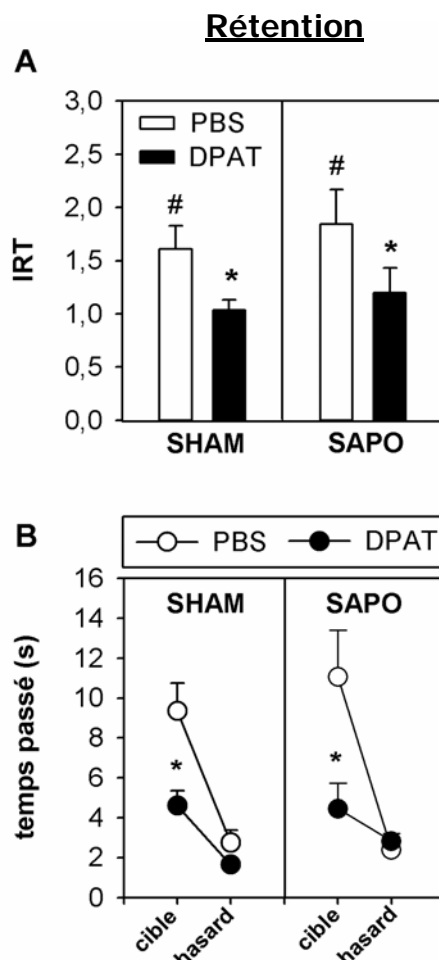 Rétention
A
3,0
2,5
2,0
1,5
1,0
0,5
0,0
IRT
PBS
DPAT
#
*
#
*
SHAM
SAPO
B
PBS
DPAT
16
14
12
10
8
6
4
2
0
temps passé (s)
SHAM
SAPO
*
*
cible
hasard
cible
hasard